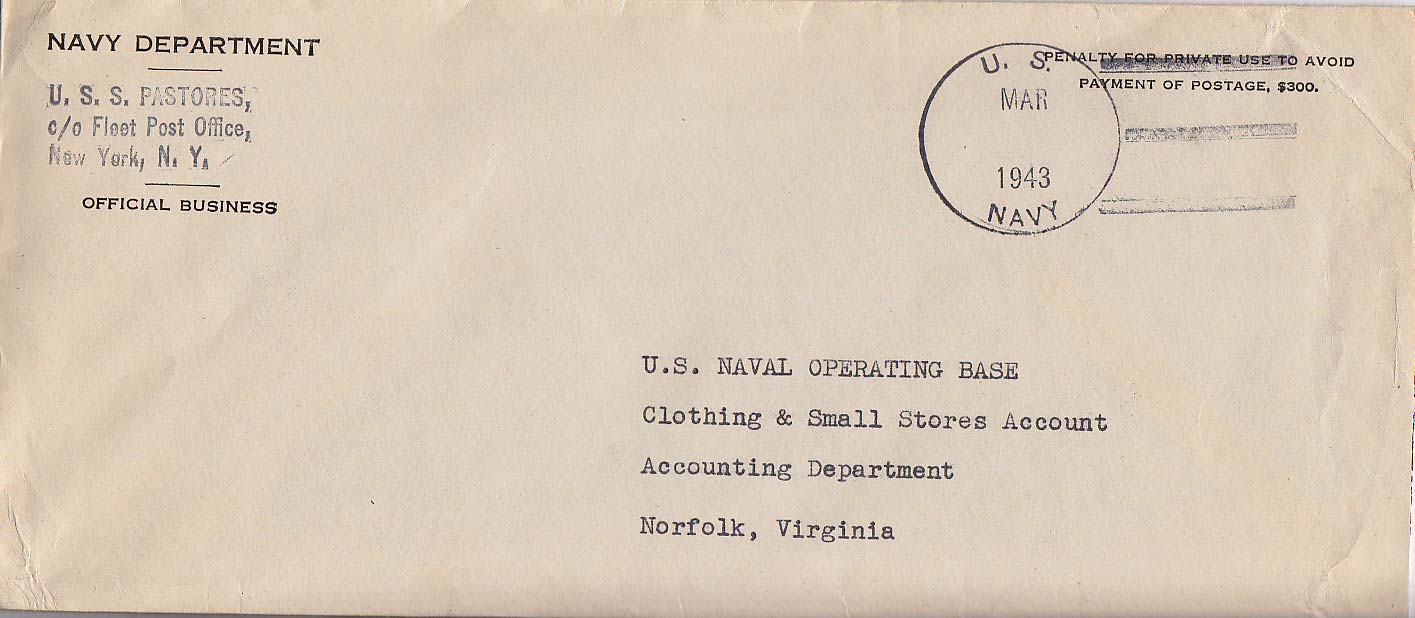 NAVY DEPARTMENT
U. S. S. PASTORES,
c/o Fleet Post Office,
New York, N. Y.
OFFICIAL BUSINESS
U. S.
MAR
1943
NAVY
PENALTY FOR PRIVATE USE TO AVOID
PAYMENT OF POSTAGE, $300.
U.S. NAVAL OPERATING BASE
Clothing & Small Stores Account
Accounting Department
Norfolk, Virginia